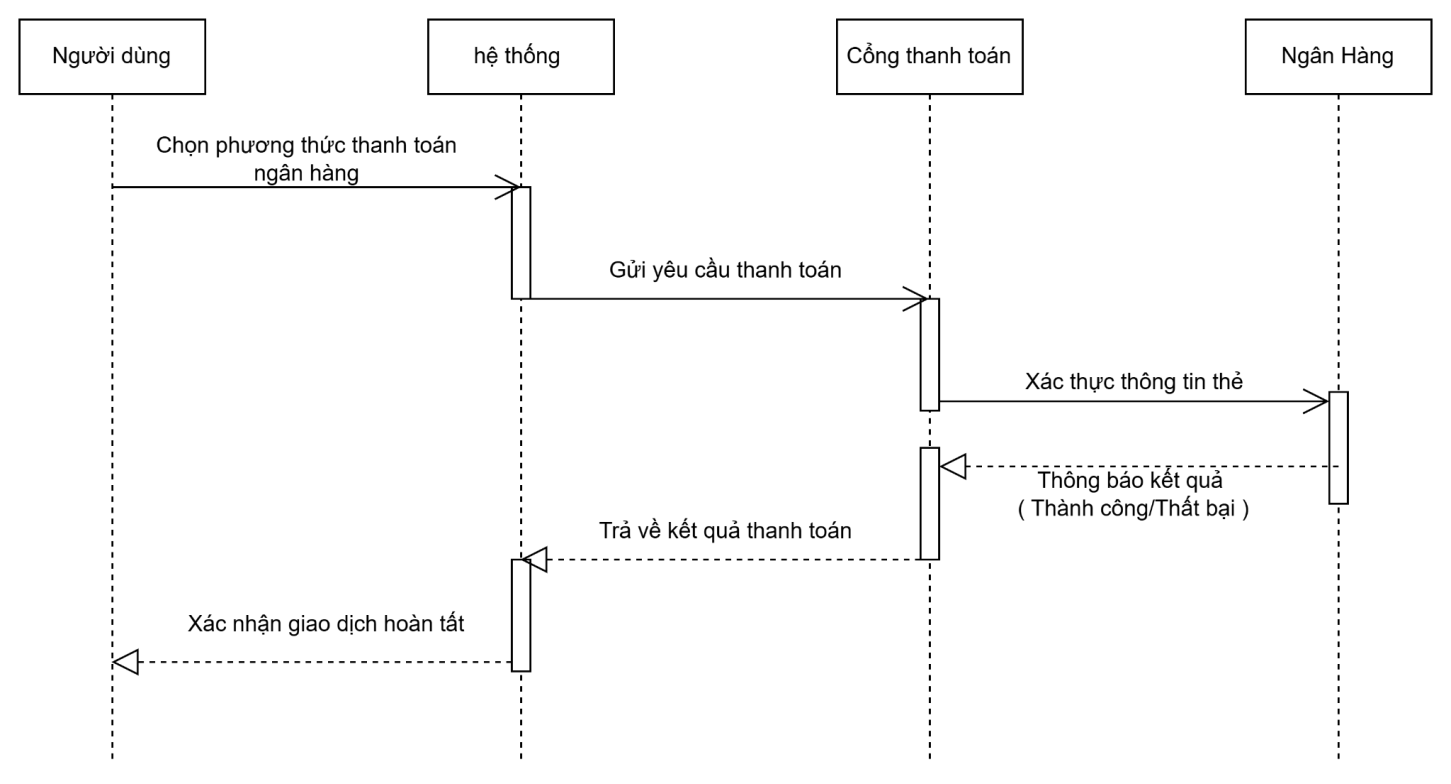 Người dùng
hệ thống
Cổng thanh toán
Ngân Hàng
Chọn phương thức thanh toán
ngân hàng
Gửi yêu cầu thanh toán
Xác thực thông tin thẻ
Thông báo kết quả
( Thành công/Thất bại )
Trả về kết quả thanh toán
Xác nhận giao dịch hoàn tất